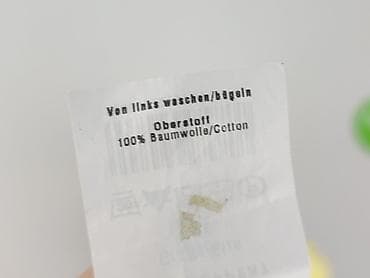 Von links waschen/bügeln
Oberstoff
100% Baumwolle/Cotton